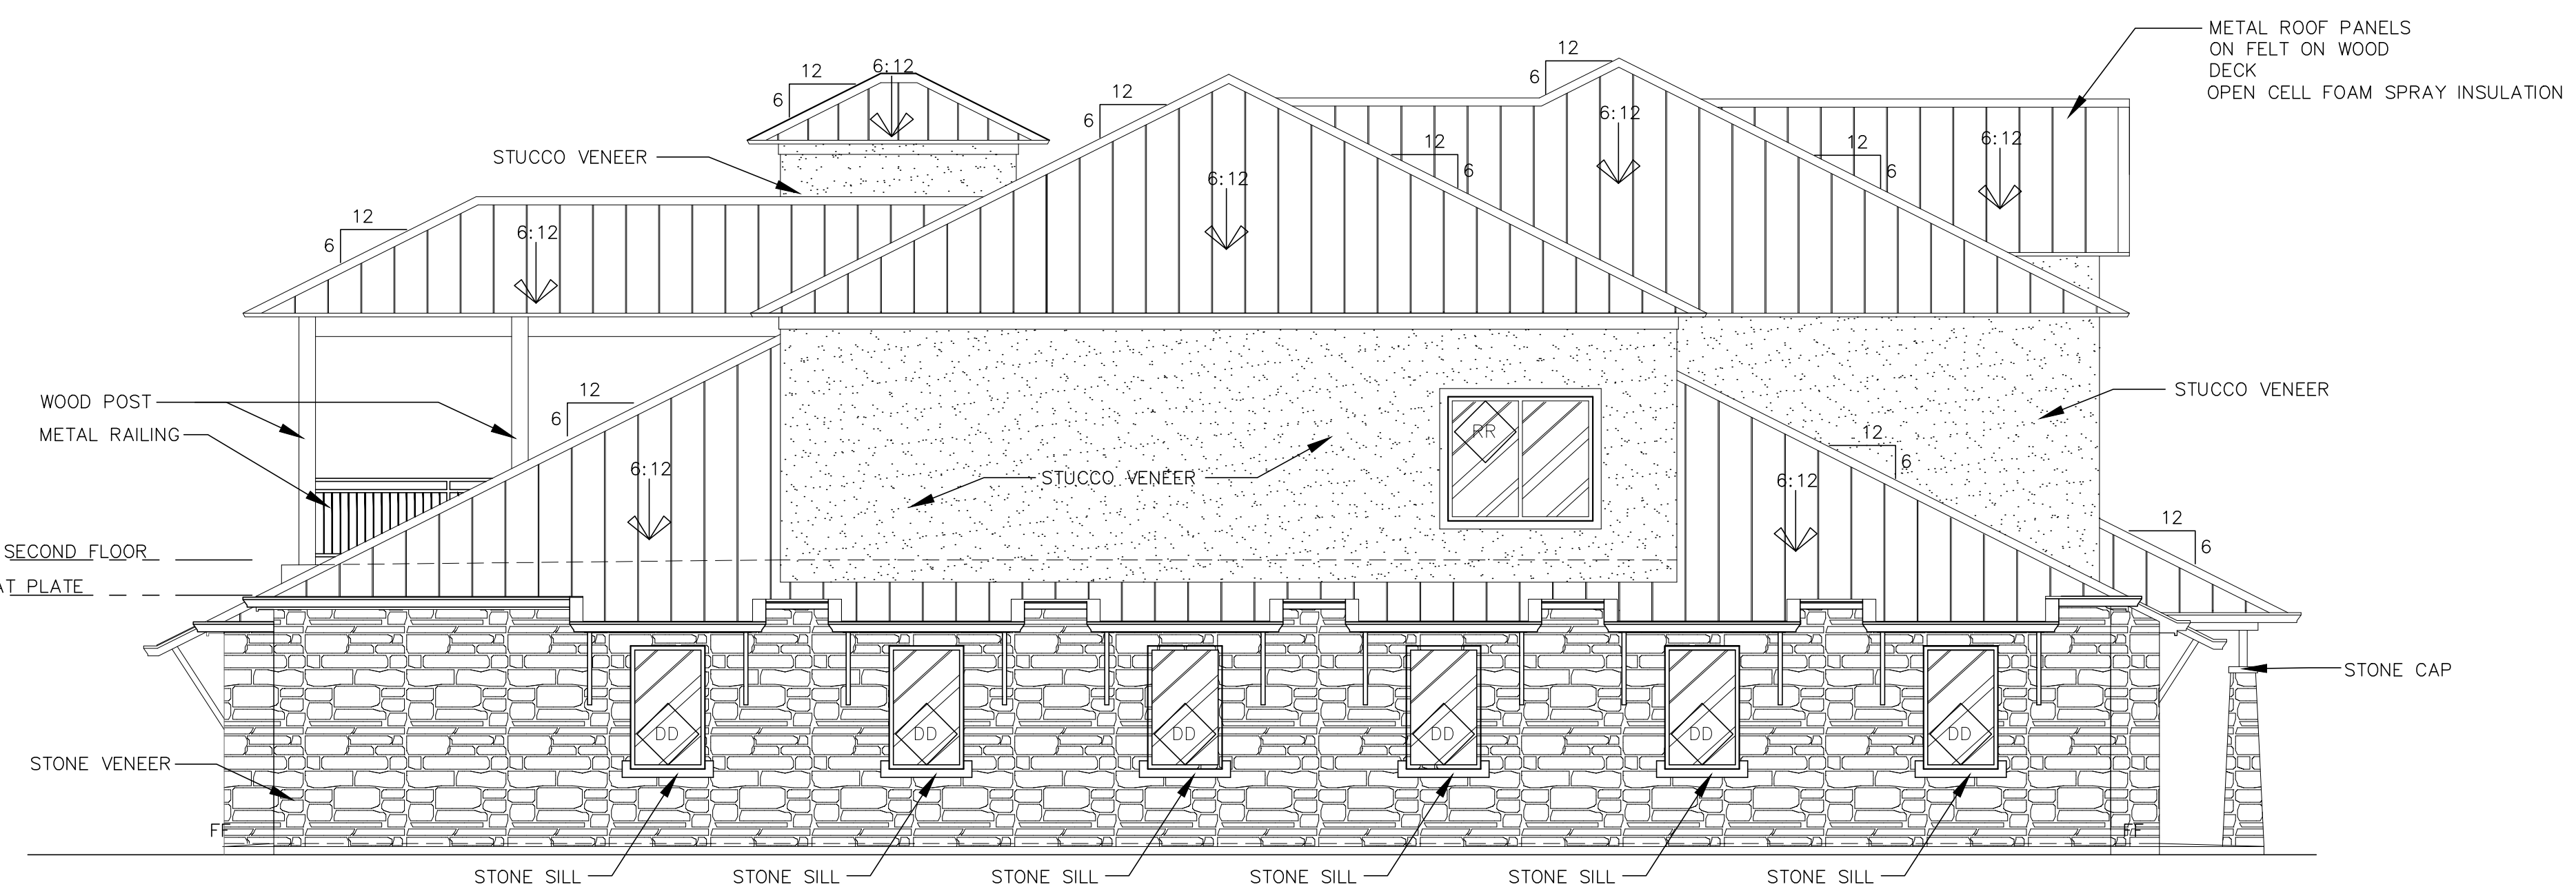 METAL ROOF PANELS
ON FELT ON WOOD
DECK
OPEN CELL FOAM SPRAY INSULATION
12
6
6:12
12
6
12
6
6:12
STUCCO VENEER
6:12
12
6
6:12
12
6
12
6
6:12
12
6
WOOD POST
METAL RAILING
12
6
6:12
RR
STUCCO VENEER
STUCCO VENEER
12
6
6:12
12
6
SECOND FLOOR
AT PLATE
STONE CAP
DD
DD
DD
DD
DD
DD
STONE VENEER
FF
FF
STONE SILL
STONE SILL
STONE SILL
STONE SILL
STONE SILL
STONE SILL